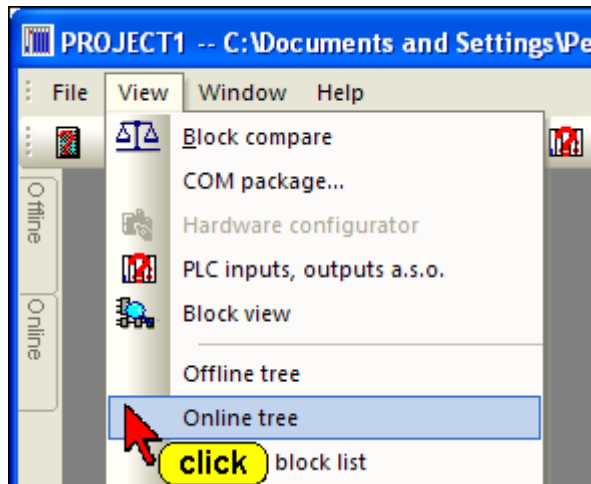 PROJECT1 -- C:\Documents and Settings\Pe
File View Window Help
Block compare
COM package...
Hardware configurator
PLC inputs, outputs a.s.o.
Block view
Offline tree
Online tree
click block list
Offline
Online